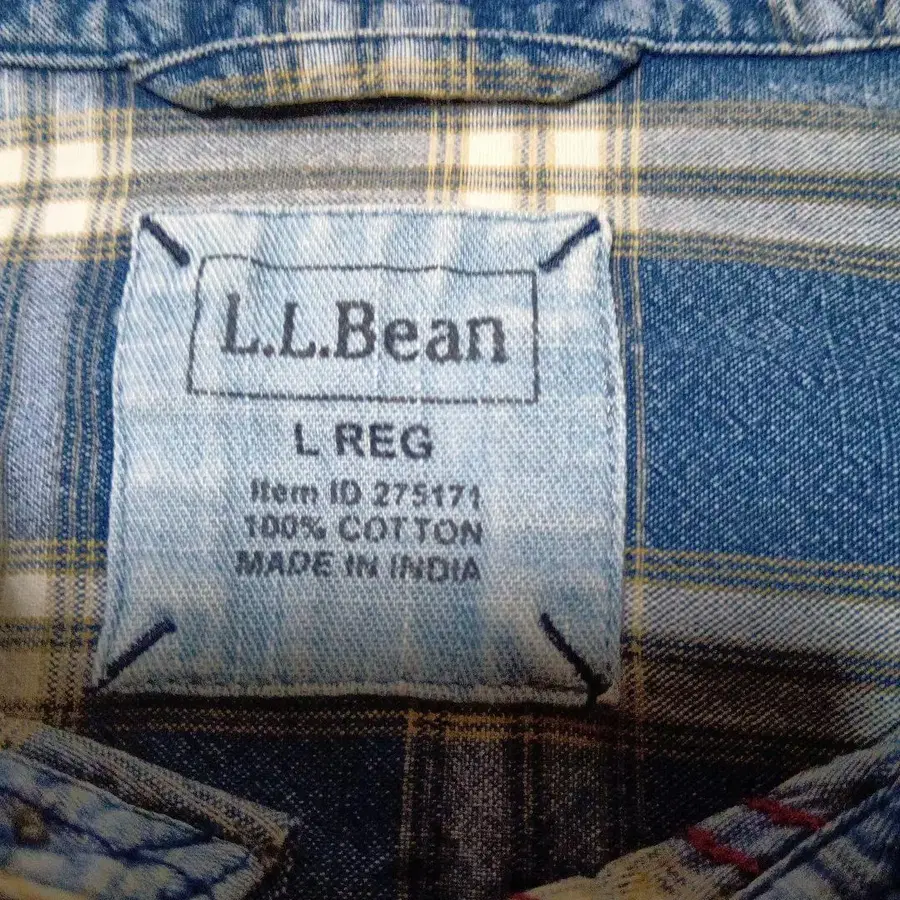 L.L.Bean
L REG
Item ID 275171
100% COTTON
MADE IN INDIA